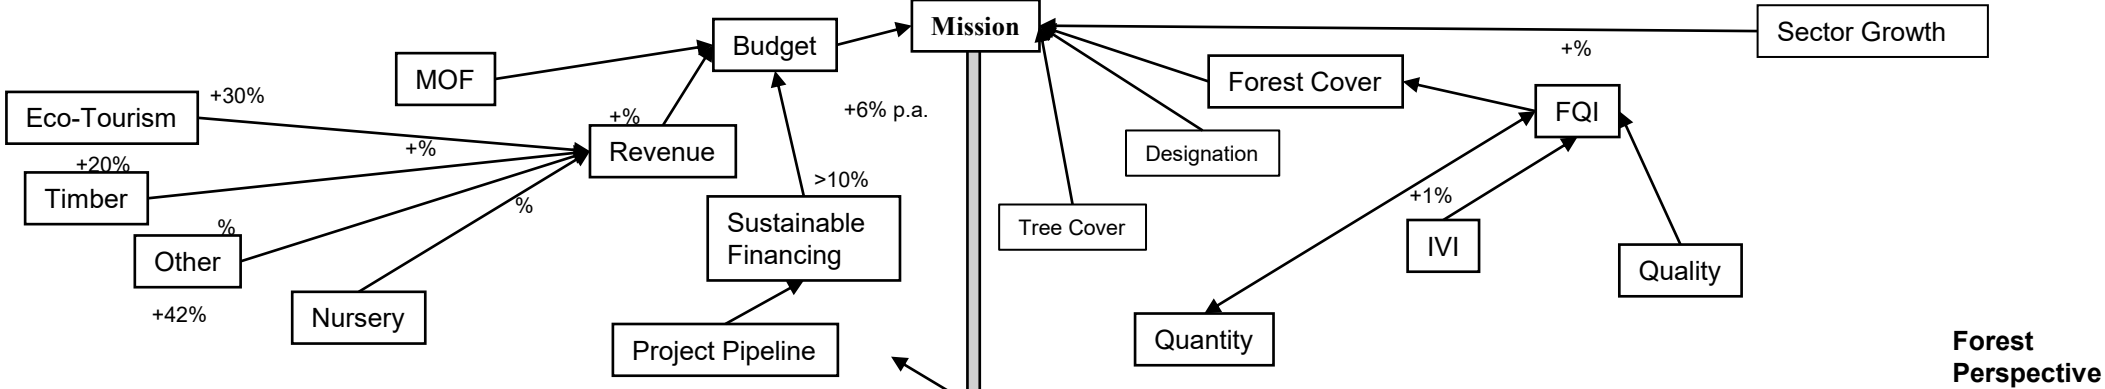 Mission
Sector Growth
Budget
+%
MOF
Forest Cover
+30%
Eco-Tourism
+6% p.a.
FQI
+%
+%
Revenue
Designation
+20%
Timber
>10%
+1%
%
Sustainable
Financing
%
Tree Cover
IVI
Other
Quality
+42%
Nursery
Project Pipeline
Quantity
Forest
Perspective